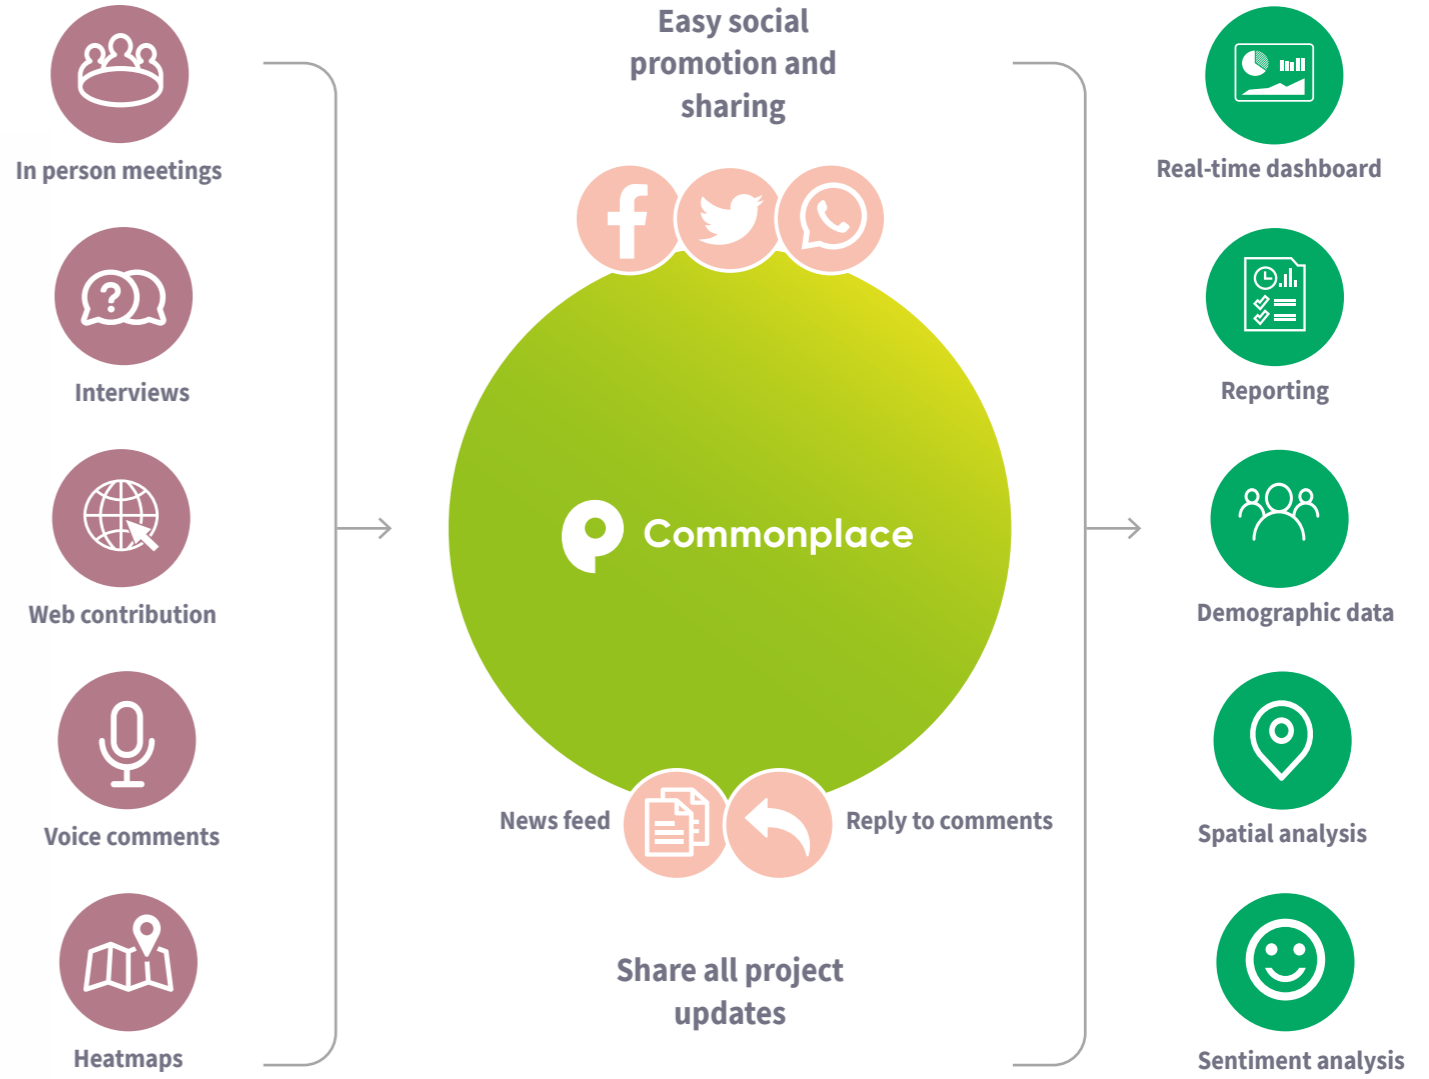 In person meetings
Interviews
Web contribution
Voice comments
Heatmaps
Easy social
promotion and
sharing
Commonplace
News feed
Reply to comments
Share all project
updates
Real-time dashboard
Reporting
Demographic data
Spatial analysis
Sentiment analysis